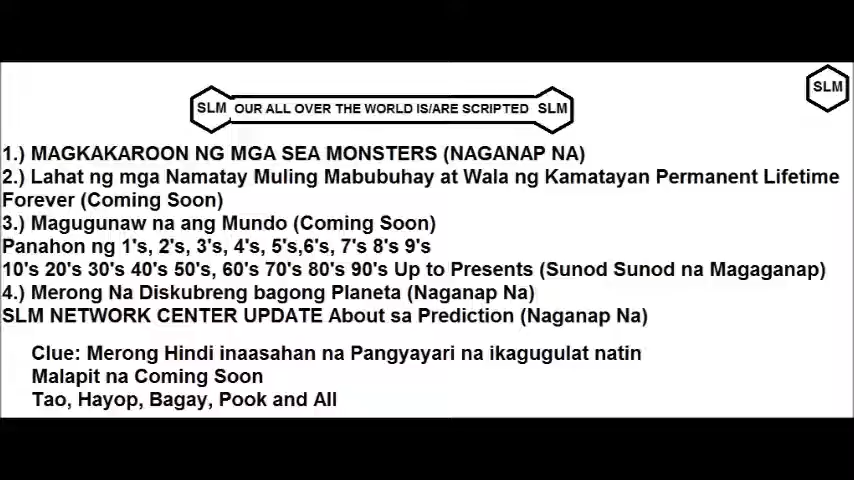 SLM
SLM OUR ALL OVER THE WORLD IS/ARE SCRIPTED SLM
1.) MAGKAKAROON NG MGA SEA MONSTERS (NAGANAP NA)
2.) Lahat ng mga Namatay Muling Mabubuhay at Wala ng Kamatayan Permanent Lifetime
Forever (Coming Soon)
3.) Magugunaw na ang Mundo (Coming Soon)
Panahon ng 1's, 2's, 3's, 4's, 5's,6's, 7's 8's 9's
10's 20's 30's 40's 50's, 60's 70's 80's 90's Up to Presents (Sunod Sunod na Magaganap)
4.) Merong Na Diskubreng bagong Planeta (Naganap Na)
SLM NETWORK CENTER UPDATE About sa Prediction (Naganap Na)
Clue: Merong Hindi inaasahan na Pangyayari na ikagugulat natin
Malapit na Coming Soon
Tao, Hayop, Bagay, Pook and All